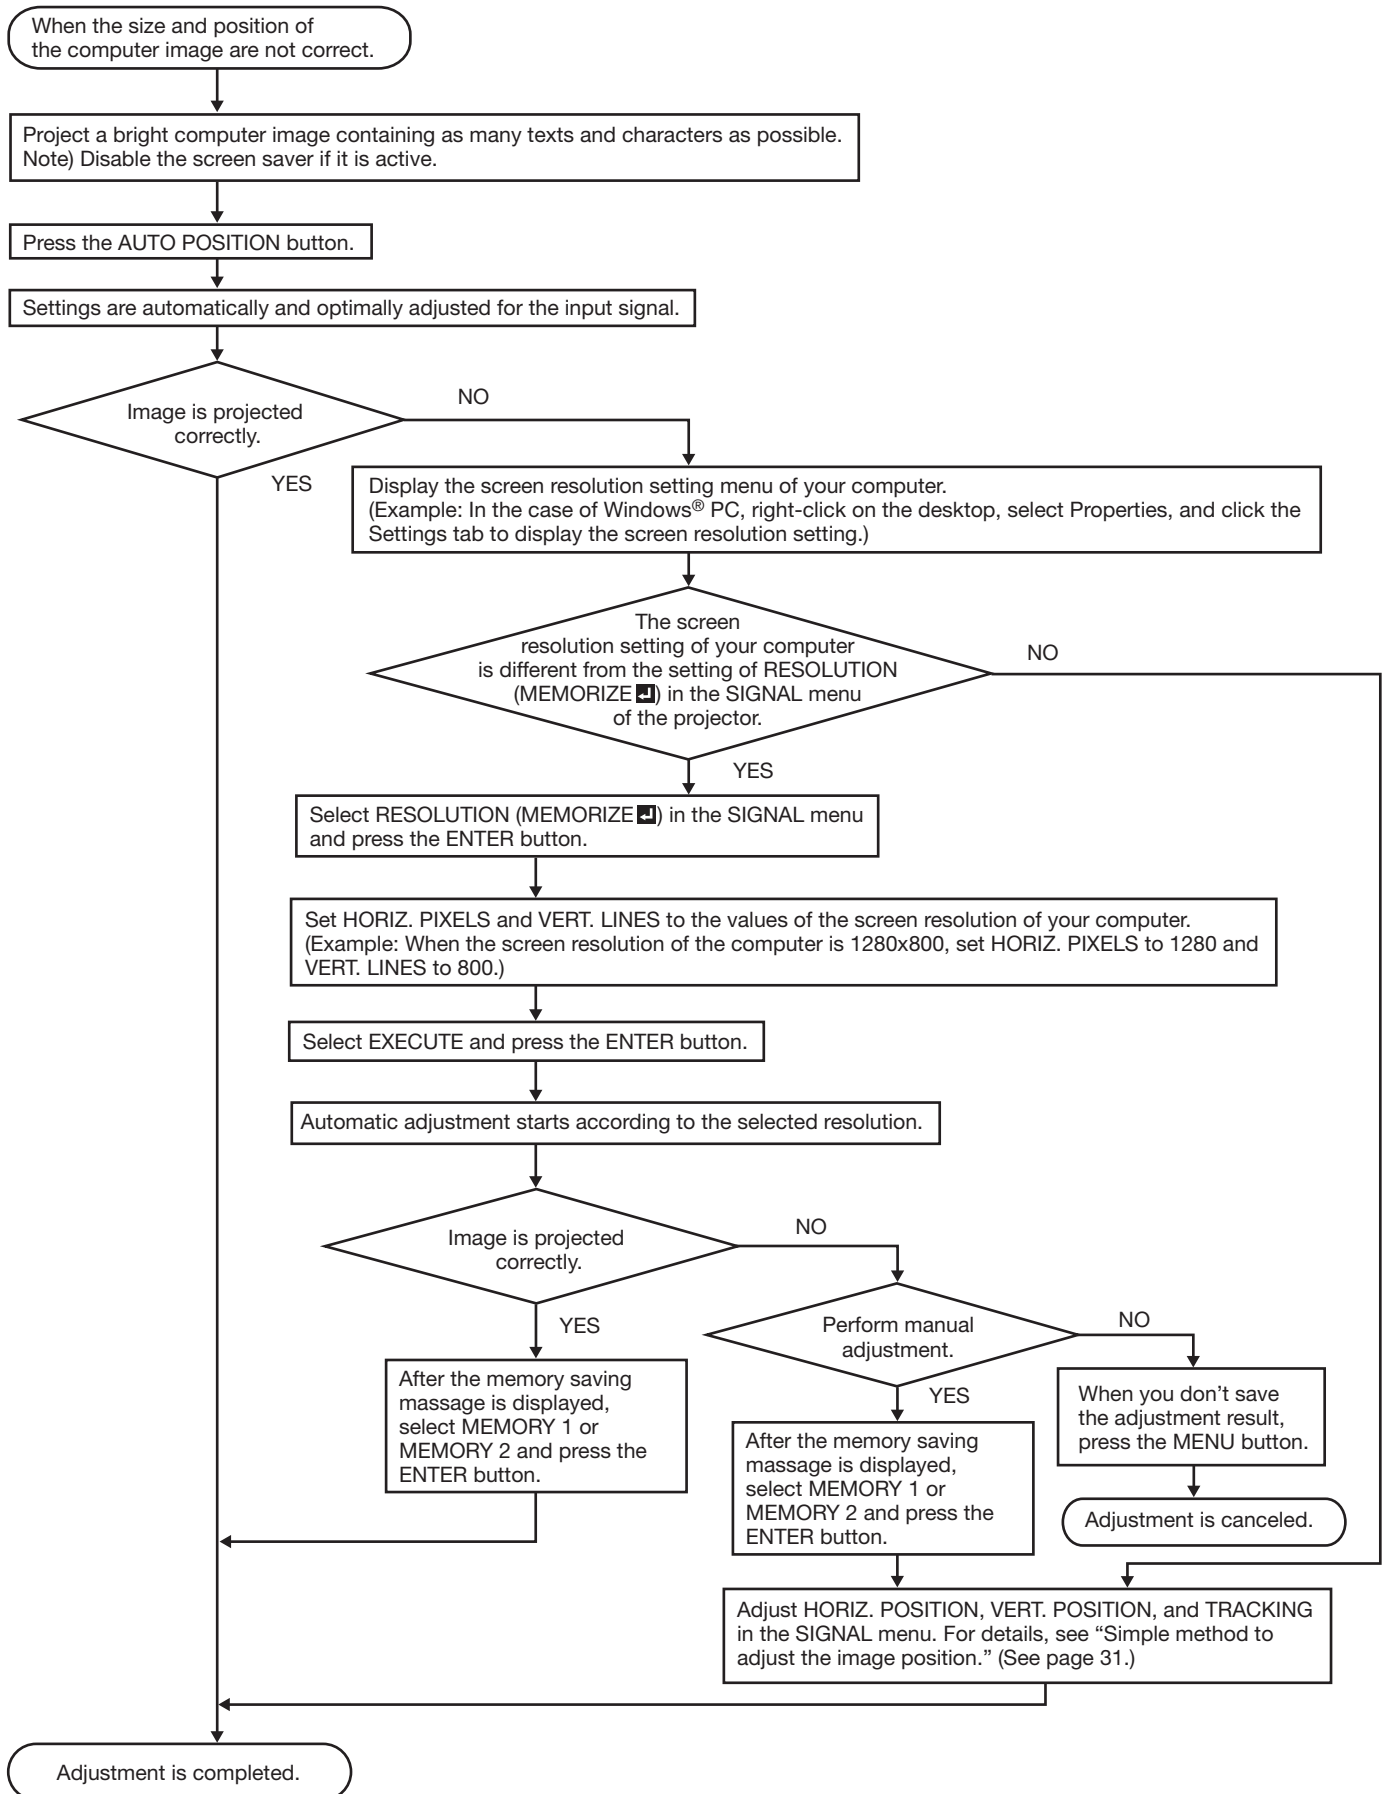 When the size and position of
the computer image are not correct.
Project a bright computer image containing as many texts and characters as possible.
Note) Disable the screen saver if it is active.
Press the AUTO POSITION button.
Settings are automatically and optimally adjusted for the input signal.
Image is projected
correctly.
NO
YES
Display the screen resolution setting menu of your computer.
(Example: In the case of Windows® PC, right-click on the desktop, select Properties, and click the
Settings tab to display the screen resolution setting.)
The screen
resolution setting of your computer
is different from the setting of RESOLUTION
(MEMORIZE ↵) in the SIGNAL menu
of the projector.
NO
YES
Select RESOLUTION (MEMORIZE ↵) in the SIGNAL menu
and press the ENTER button.
Set HORIZ. PIXELS and VERT. LINES to the values of the screen resolution of your computer.
(Example: When the screen resolution of the computer is 1280x800, set HORIZ. PIXELS to 1280 and
VERT. LINES to 800.)
Select EXECUTE and press the ENTER button.
Automatic adjustment starts according to the selected resolution.
Image is projected
correctly.
NO
YES
After the memory saving
massage is displayed,
select MEMORY 1 or
MEMORY 2 and press the
ENTER button.
Perform manual
adjustment.
NO
YES
When you don't save
the adjustment result,
press the MENU button.
After the memory saving
massage is displayed,
select MEMORY 1 or
MEMORY 2 and press the
ENTER button.
Adjustment is canceled.
Adjust HORIZ. POSITION, VERT. POSITION, and TRACKING
in the SIGNAL menu. For details, see “Simple method to
adjust the image position.” (See page 31.)
Adjustment is completed.